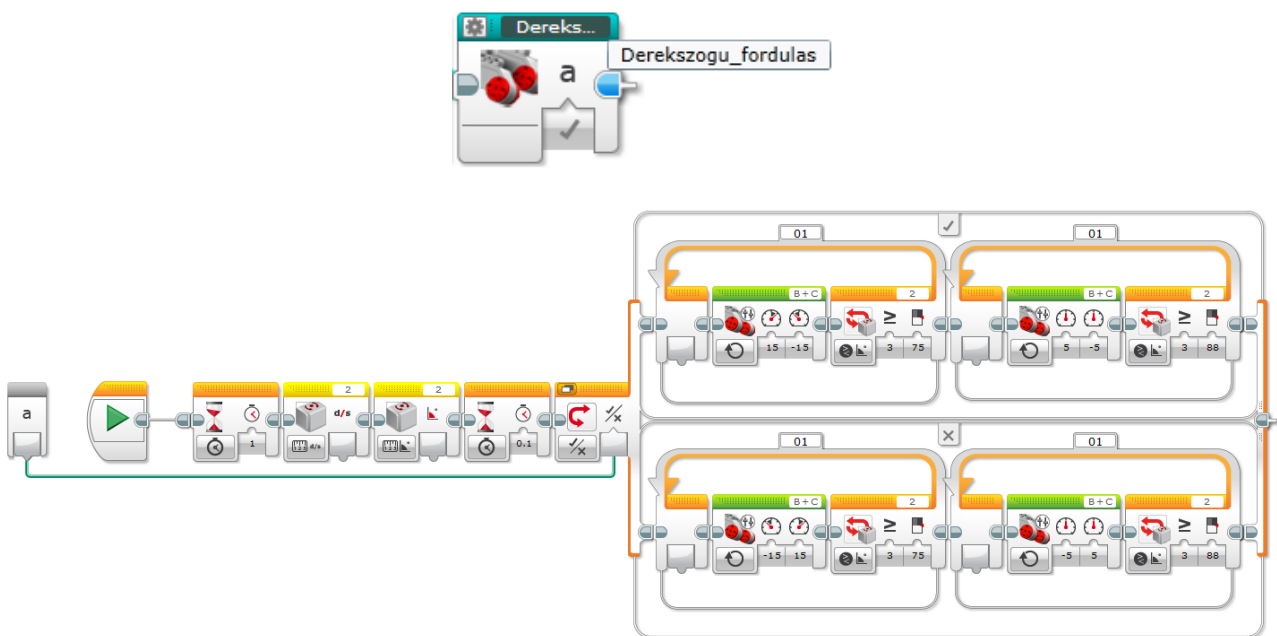 Dereks...
Derekszogu_fordulas
a
01
01
B+C 2
B+C 2
≥
≥
15 -15 3 75
5 -5 3 88
2 2
a
d/s
1 d/s 0.1
01
01
B+C 2
B+C 2
≥
≥
-15 15 3 75
-5 5 3 88